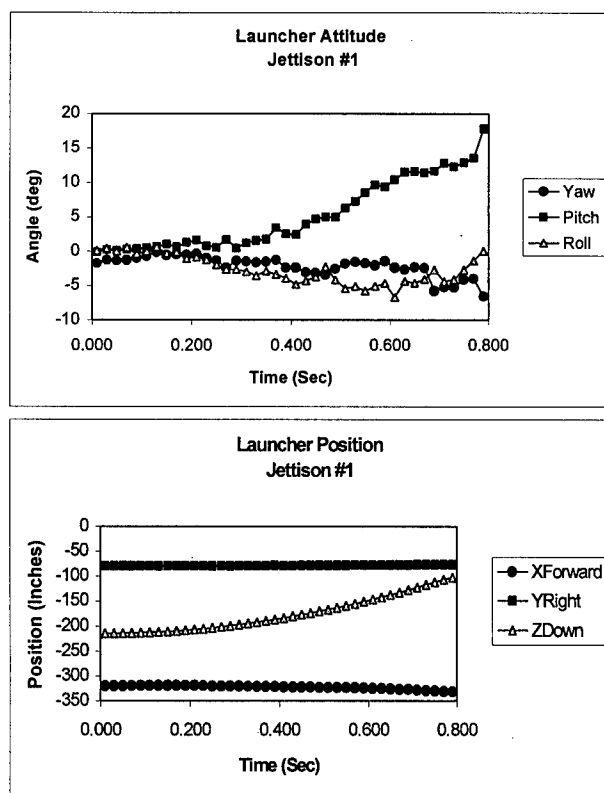 Launcher Attitude
Jettison #1
20
15
10
5
0
-5
-10
Angle (deg)
0.000
0.200
0.400
0.600
0.800
Time (Sec)
Yaw
Pitch
Roll
Launcher Position
Jettison #1
0
-50
-100
-150
-200
-250
-300
-350
Position (Inches)
0.000
0.200
0.400
0.600
0.800
Time (Sec)
XForward
YRight
ZDown